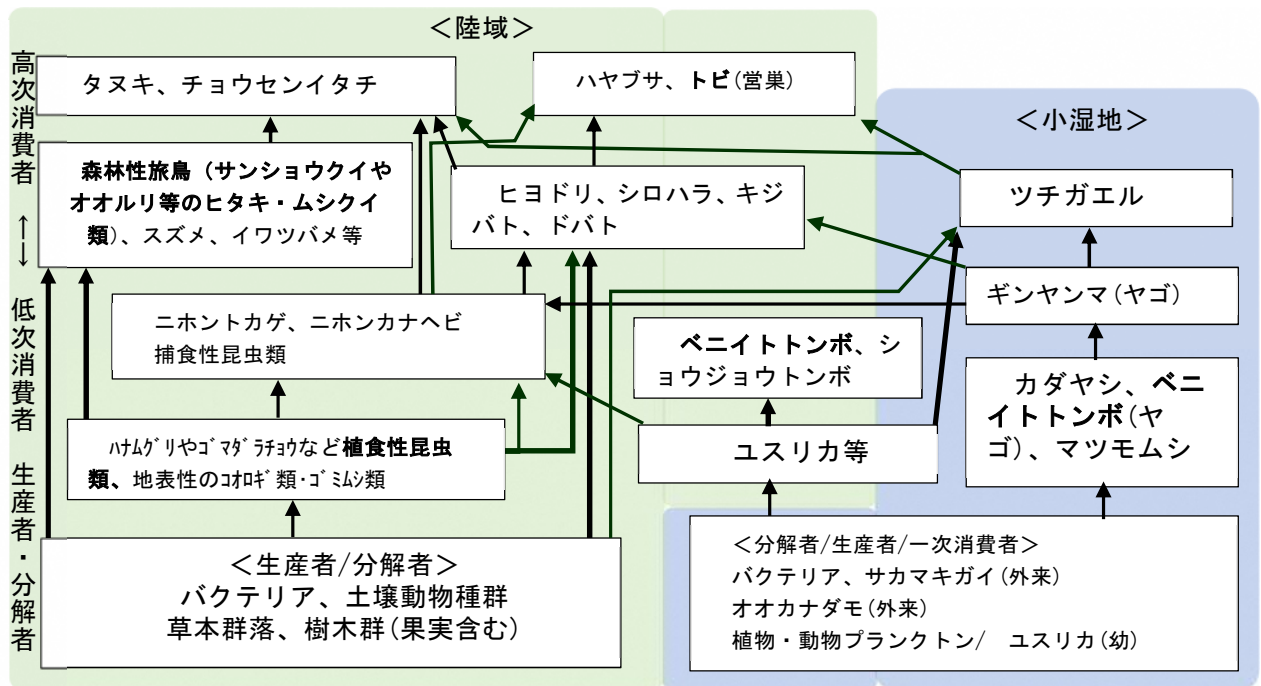 高次消費者 ←→ 低次消費者 生産者・分解者
＜陸域＞
タヌキ、チョウセンイタチ
ハヤブサ、トビ(営巣)
＜小湿地＞
森林性旅鳥（サンショウクイや
オオルリ等のヒタキ・ムシクイ
類)、スズメ、イワツバメ等
ヒヨドリ、シロハラ、キジ
バト、ドバト
ツチガエル
ギンヤンマ(ヤゴ)
ニホントカゲ、ニホンカナヘビ
捕食性昆虫類
ベニイトトンボ、シ
ョウジョウトンボ
カダヤシ、ベニ
イトトンボ(ヤ
ゴ)、マツモムシ
ﾊﾅﾑｸﾞﾘやｺﾞﾏﾀﾞﾗﾁｮｳなど植食性昆虫
類、地表性のｺｵﾛｷﾞ類･ｺﾞﾐﾑｼ類
ユスリカ等
＜生産者/分解者＞
バクテリア、土壌動物種群
草本群落、樹木群(果実含む)
＜分解者/生産者/一次消費者＞
バクテリア、サカマキガイ(外来)
オオカナダモ(外来)
植物・動物プランクトン/　ユスリカ(幼)